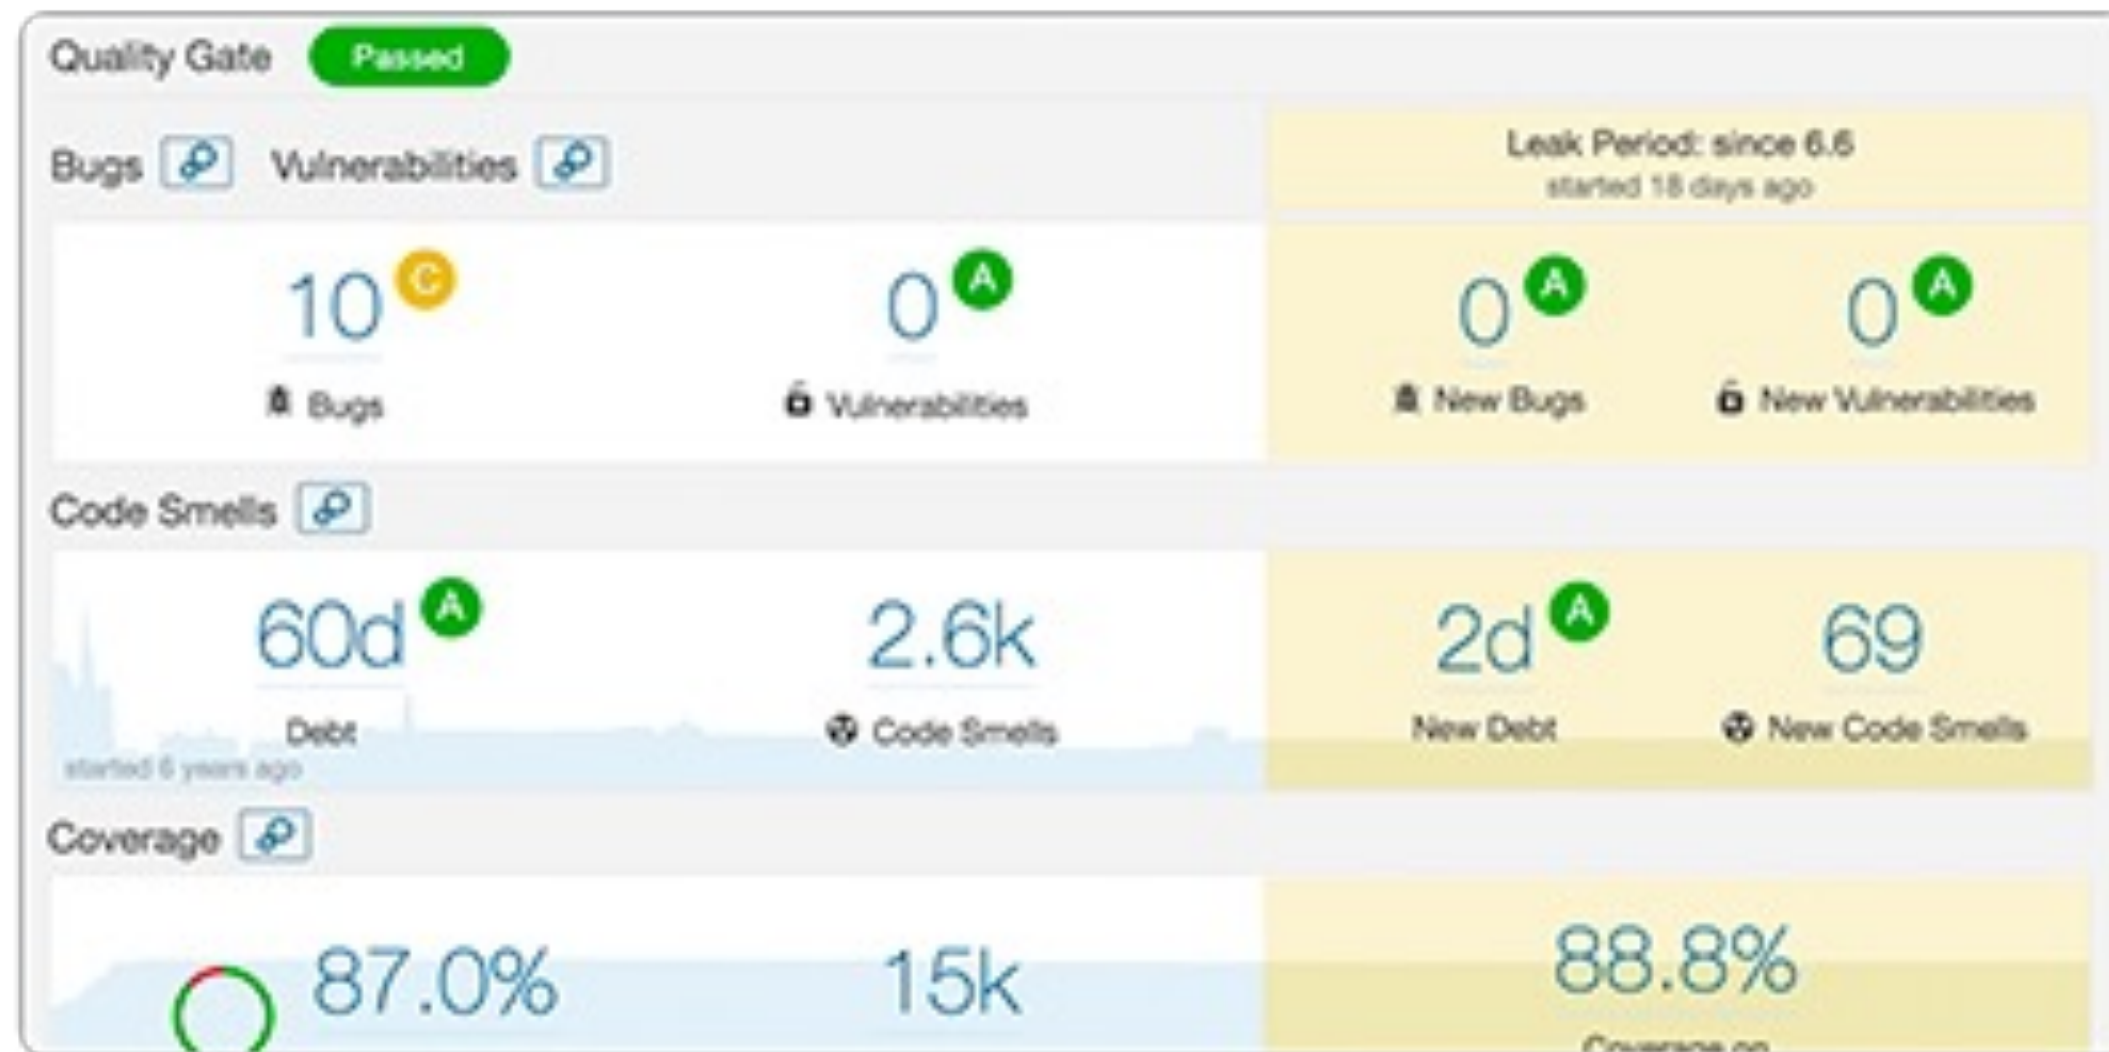 Quality Gate Passed
Bugs Vulnerabilities
Leak Period: since 6.6
started 18 days ago
10 C
0 A
0 A
0 A
Bugs
Vulnerabilities
New Bugs
New Vulnerabilities
Code Smells
60d A
2.6k
2d A
69
Debt
Code Smells
New Debt
New Code Smells
started 6 years ago
Coverage
87.0%
15k
88.8%
Coverage on